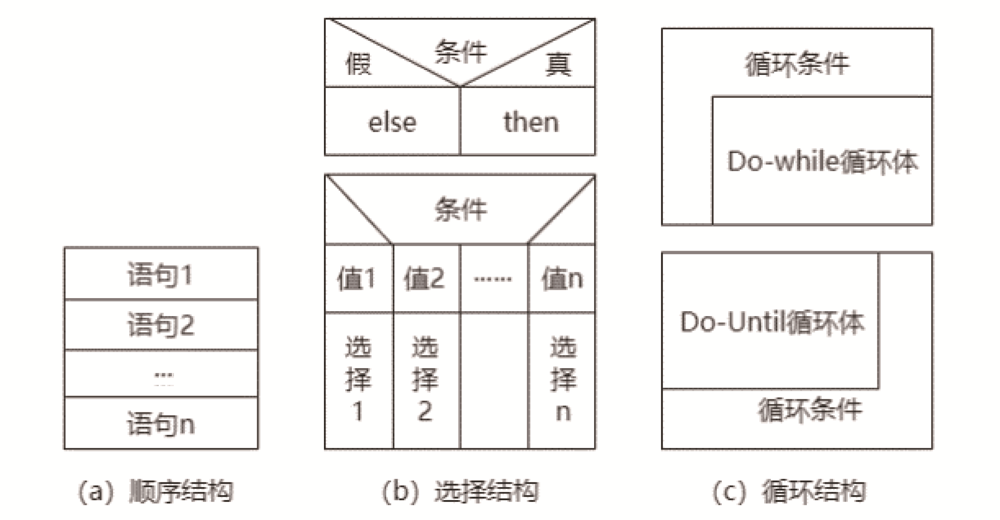 语句1
语句2
...
语句n
(a) 顺序结构
条件
假
真
else
then
条件
值1
值2
……
值n
选择1
选择2
选择n
(b) 选择结构
循环条件
Do-while循环体
Do-Until循环体
循环条件
(c) 循环结构